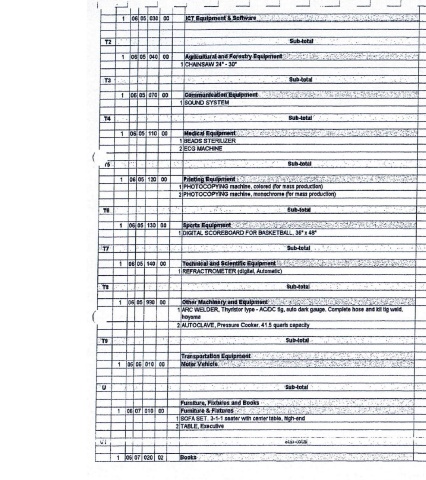 1 06 05 030 00 ICT Equipment & Software
Sub-total
T2
1 06 05 040 00 Agricultural and Forestry Equipment
1 CHAINSAW 24" - 30"
Sub-total
T3
1 06 05 070 00 Communication Equipment
1 SOUND SYSTEM
Sub-total
T4
1 06 05 110 00 Medical Equipment
1 BEADS STERILIZER
2 ECG MACHINE
Sub-total
T5
1 06 05 120 00 Printing Equipment
1 PHOTOCOPYING machine, colored (for mass production)
2 PHOTOCOPYING machine, monochrome (for mass production)
Sub-total
T6
1 06 05 130 00 Sports Equipment
1 DIGITAL SCOREBOARD FOR BASKETBALL, 36" x 48"
Sub-total
T7
1 06 05 140 00 Technical and Scientific Equipment
1 REFRACTROMETER (digital, Automatic)
Sub-total
T8
1 06 05 990 00 Other Machinery and Equipment
1 ARC WELDER, Thyristor type - ACDC tig, auto dark gauge. Complete hose and kit tig weld,
hoyoma
2 AUTOCLAVE, Pressure Cooker. 41.5 quarts capacity
Sub-total
T9
Transportation Equipment
1 06 06 010 00 Motor Vehicle
Sub-total
U
Furniture, Fixtures and Books
1 06 07 010 00 Furniture & Fixtures
1 SOFA SET. 3-1-1 seater with center table, high-end
2 TABLE, Executive
1 06 07 020 02 Books